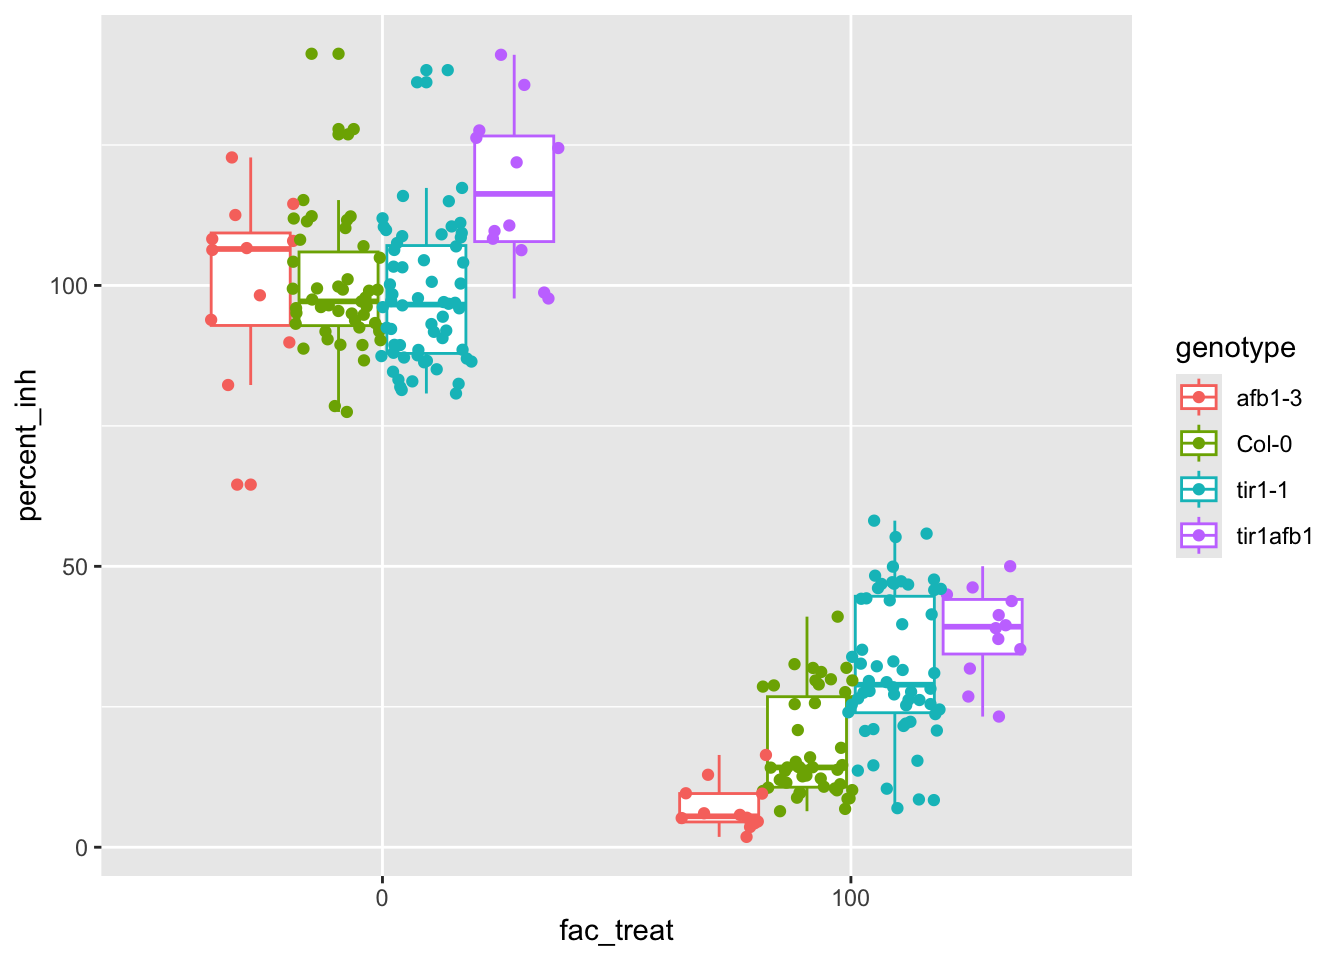 percent_inh
100
50
0
0
100
fac_treat
genotype
afb1-3
Col-0
tir1-1
tir1afb1